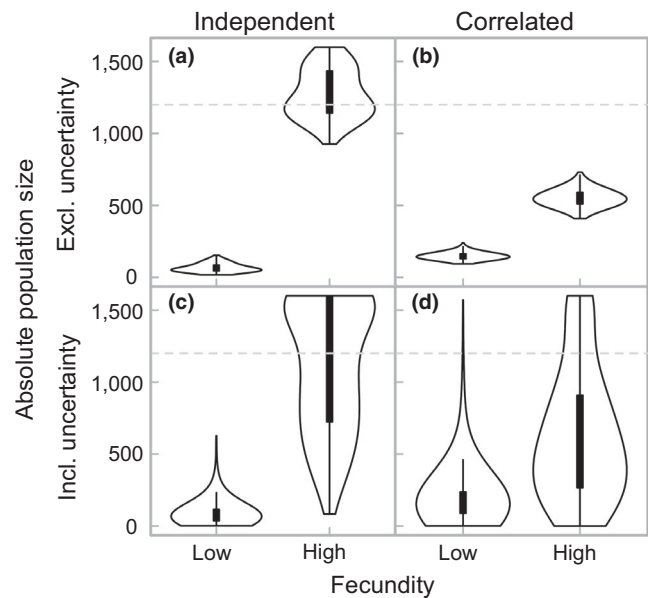 Independent
Correlated
Absolute population size
Excl. uncertainty
Incl. uncertainty
(a)
1,500
1,000
500
0
(b)
(c)
1,500
1,000
500
0
(d)
Low
High
Low
High
Fecundity